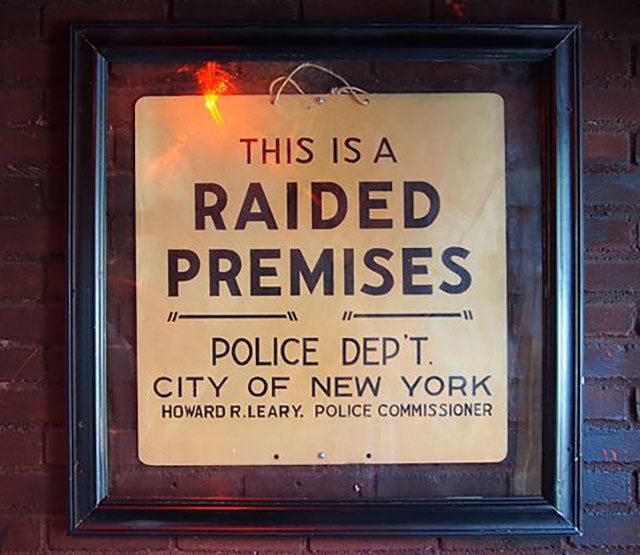 THIS IS A
RAIDED
PREMISES
POLICE DEP'T.
CITY OF NEW YORK
HOWARD R. LEARY. POLICE COMMISSIONER